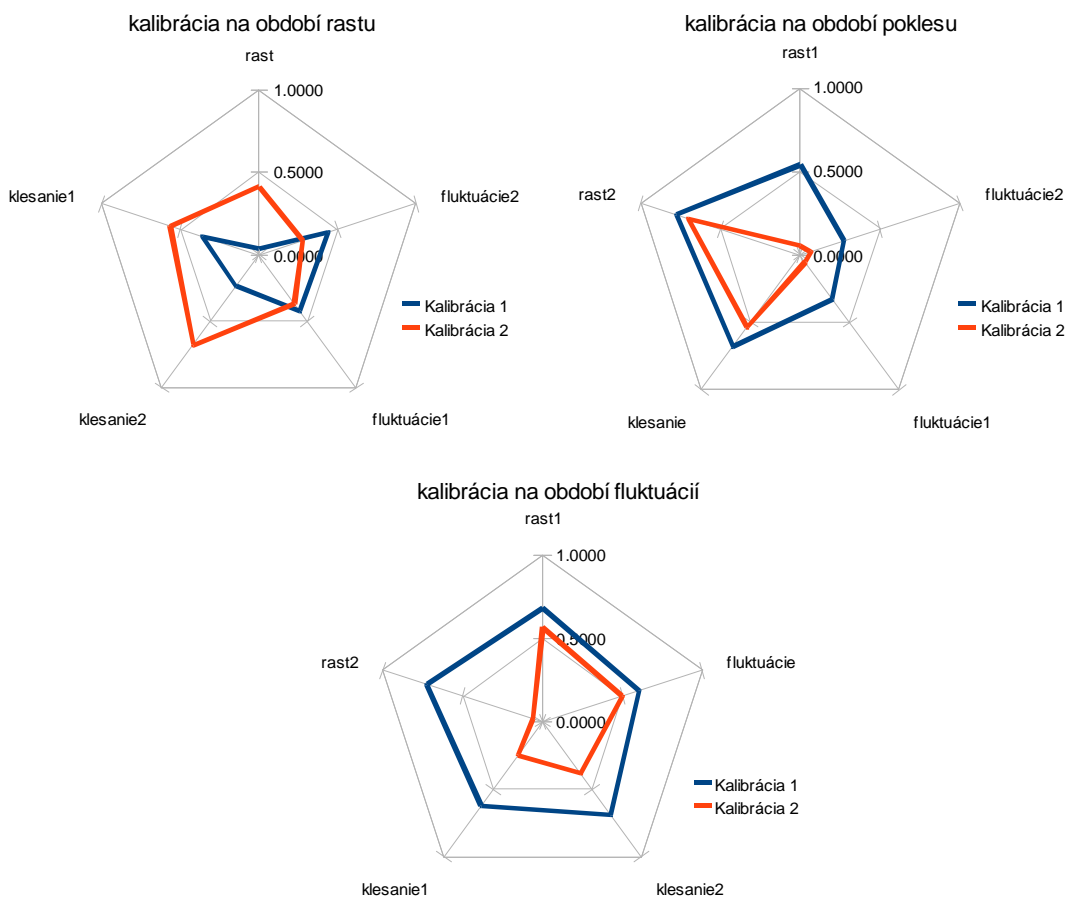 kalibrácia na období rastu
rast
1.0000
0.5000
0.0000
klesanie1
fluktuácie2
klesanie2
fluktuácie1
Kalibrácia 1
Kalibrácia 2
kalibrácia na období poklesu
rast1
1.0000
0.5000
0.0000
rast2
fluktuácie2
klesanie
fluktuácie1
Kalibrácia 1
Kalibrácia 2
kalibrácia na období fluktuácií
rast1
1.0000
0.5000
0.0000
rast2
fluktuácie
klesanie1
klesanie2
Kalibrácia 1
Kalibrácia 2